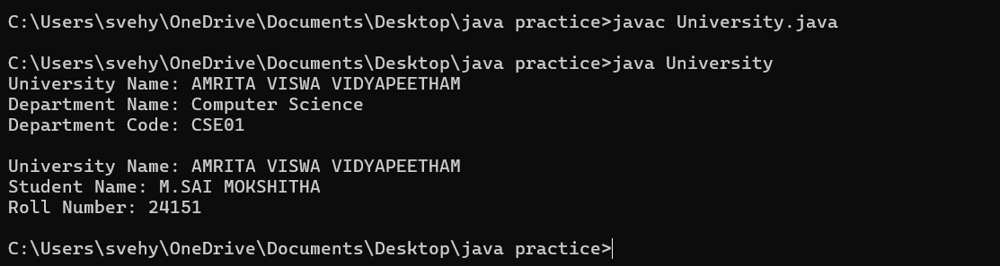 C:\Users\svehy\OneDrive\Documents\Desktop\java practice>javac University.java
C:\Users\svehy\OneDrive\Documents\Desktop\java practice>java University
University Name: AMRITA VISWA VIDYAPEETHAM
Department Name: Computer Science
Department Code: CSE01
University Name: AMRITA VISWA VIDYAPEETHAM
Student Name: M.SAI MOKSHITHA
Roll Number: 24151
C:\Users\svehy\OneDrive\Documents\Desktop\java practice>